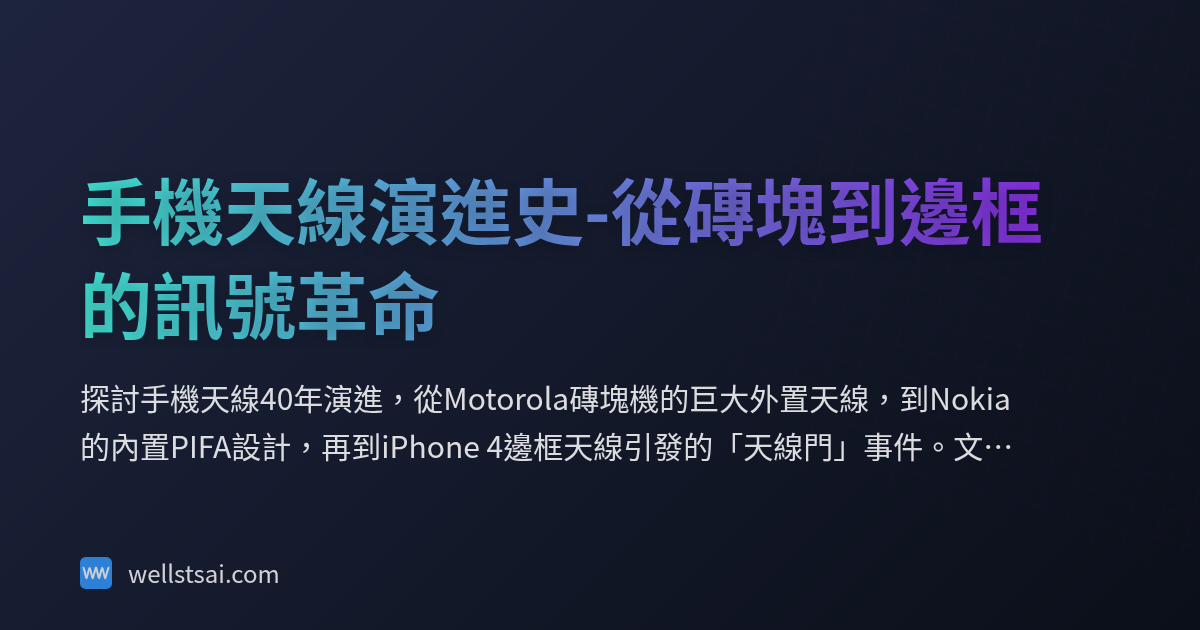 手機天線演進史-從磚塊到邊框
的訊號革命
探討手機天線40年演進，從Motorola磚塊機的巨大外置天線，到Nokia
的內置PIFA設計，再到iPhone 4邊框天線引發的「天線門」事件。文…
wellstsai.com